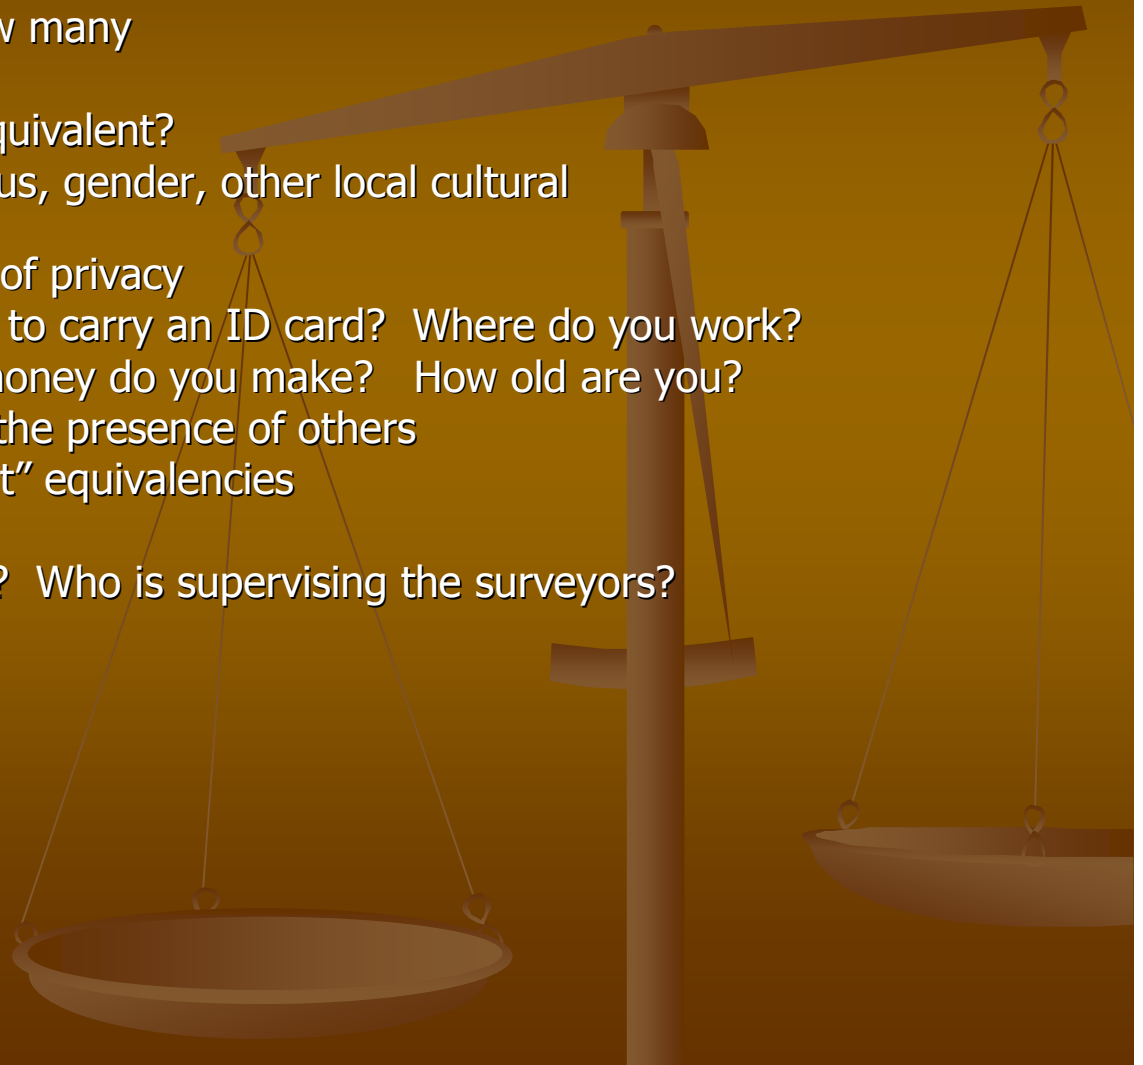 w many
quivalent?
us, gender, other local cultural
of privacy
to carry an ID card?  Where do you work?
money do you make?   How old are you?
the presence of others
t” equivalencies
?  Who is supervising the surveyors?